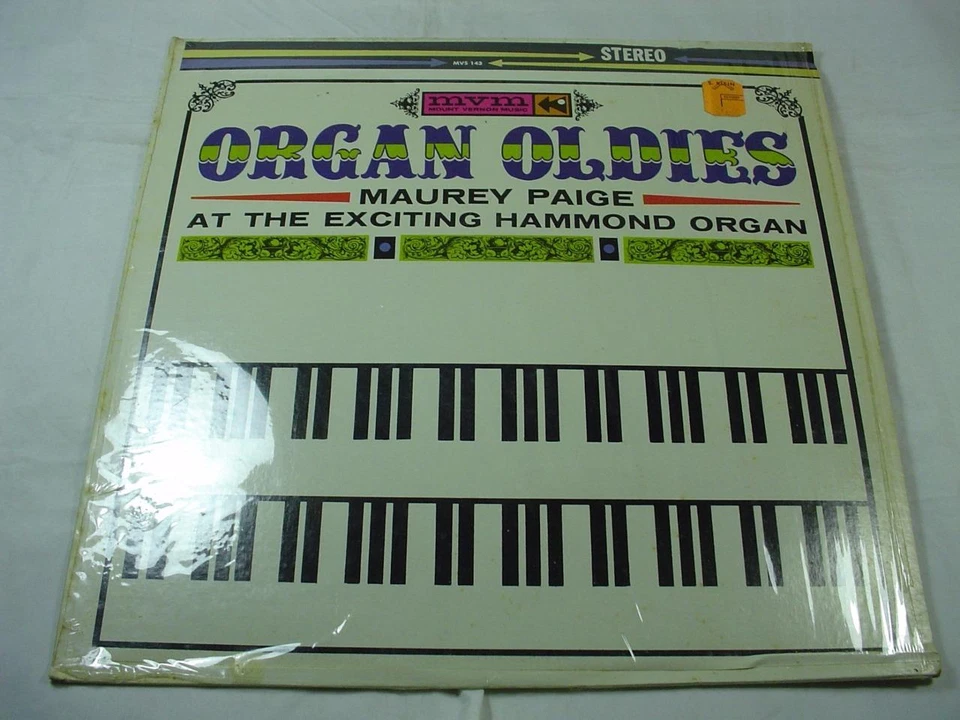 STEREO
MVS 143
mvm
MOUNT VERNON MUSIC
ORGAN OLDIES
MAUREY PAIGE
AT THE EXCITING HAMMOND ORGAN